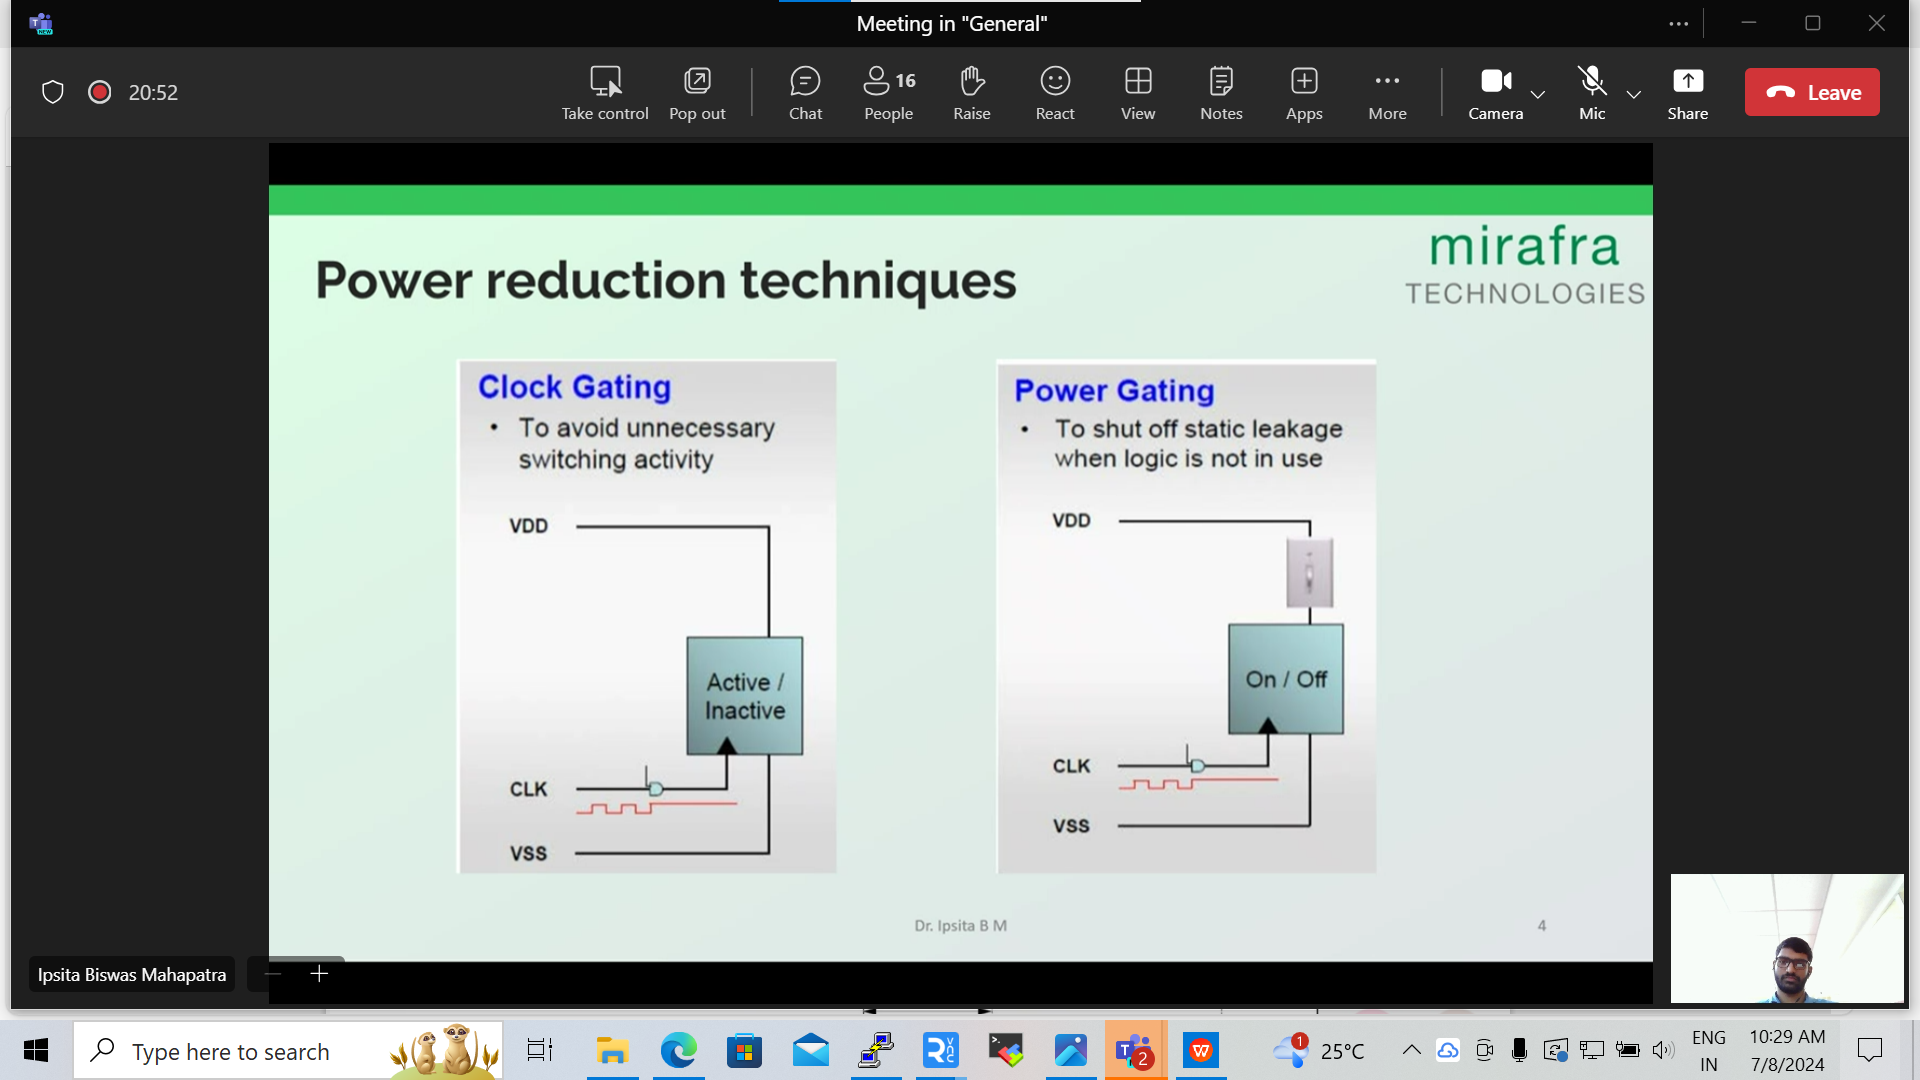 Meeting in "General"
20:52
Take control
Pop out
Chat
16
People
Raise
React
View
Notes
Apps
More
Camera
Mic
Share
Leave
mirafra
TECHNOLOGIES
Power reduction techniques
Clock Gating
• To avoid unnecessary
switching activity
VDD
Active /
Inactive
CLK
VSS
Power Gating
• To shut off static leakage
when logic is not in use
VDD
On / Off
CLK
VSS
Dr. Ipsita B M
4
Ipsita Biswas Mahapatra
Type here to search
2
1
25°C
ENG
IN
10:29 AM
7/8/2024